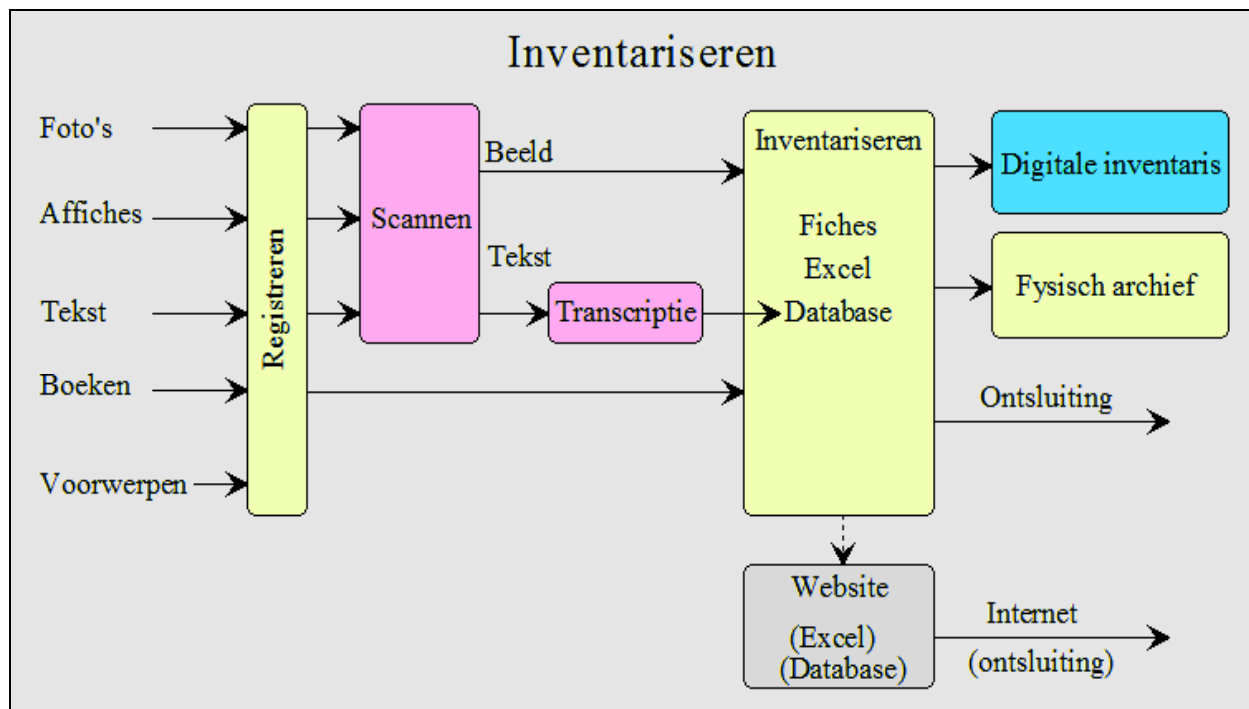 Inventariseren
Foto's
Affiches
Tekst
Boeken
Voorwerpen
Registreren
Scannen
Beeld
Tekst
Transcriptie
Inventariseren
Fiches
Excel
Database
Digitale inventaris
Fysisch archief
Ontsluiting
Website
(Excel)
(Database)
Internet
(ontsluiting)